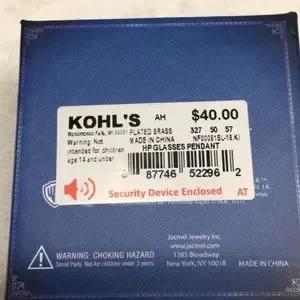 KOHL'S AH $40.00
Menomonee Falls, WI 53051 PLATED BRASS 327 50 57
Warning: Not MADE IN CHINA NF00081SL-18.KI
intended for children HP GLASSES PENDANT
age 14 and under
87746 52296 2
Security Device Enclosed AT
Jacmel Jewelry Inc.
1385 Broadway
New York, NY 10018
WARNING: CHOKING HAZARD
Small Parts Not for children under 3 years
MADE IN CHINA